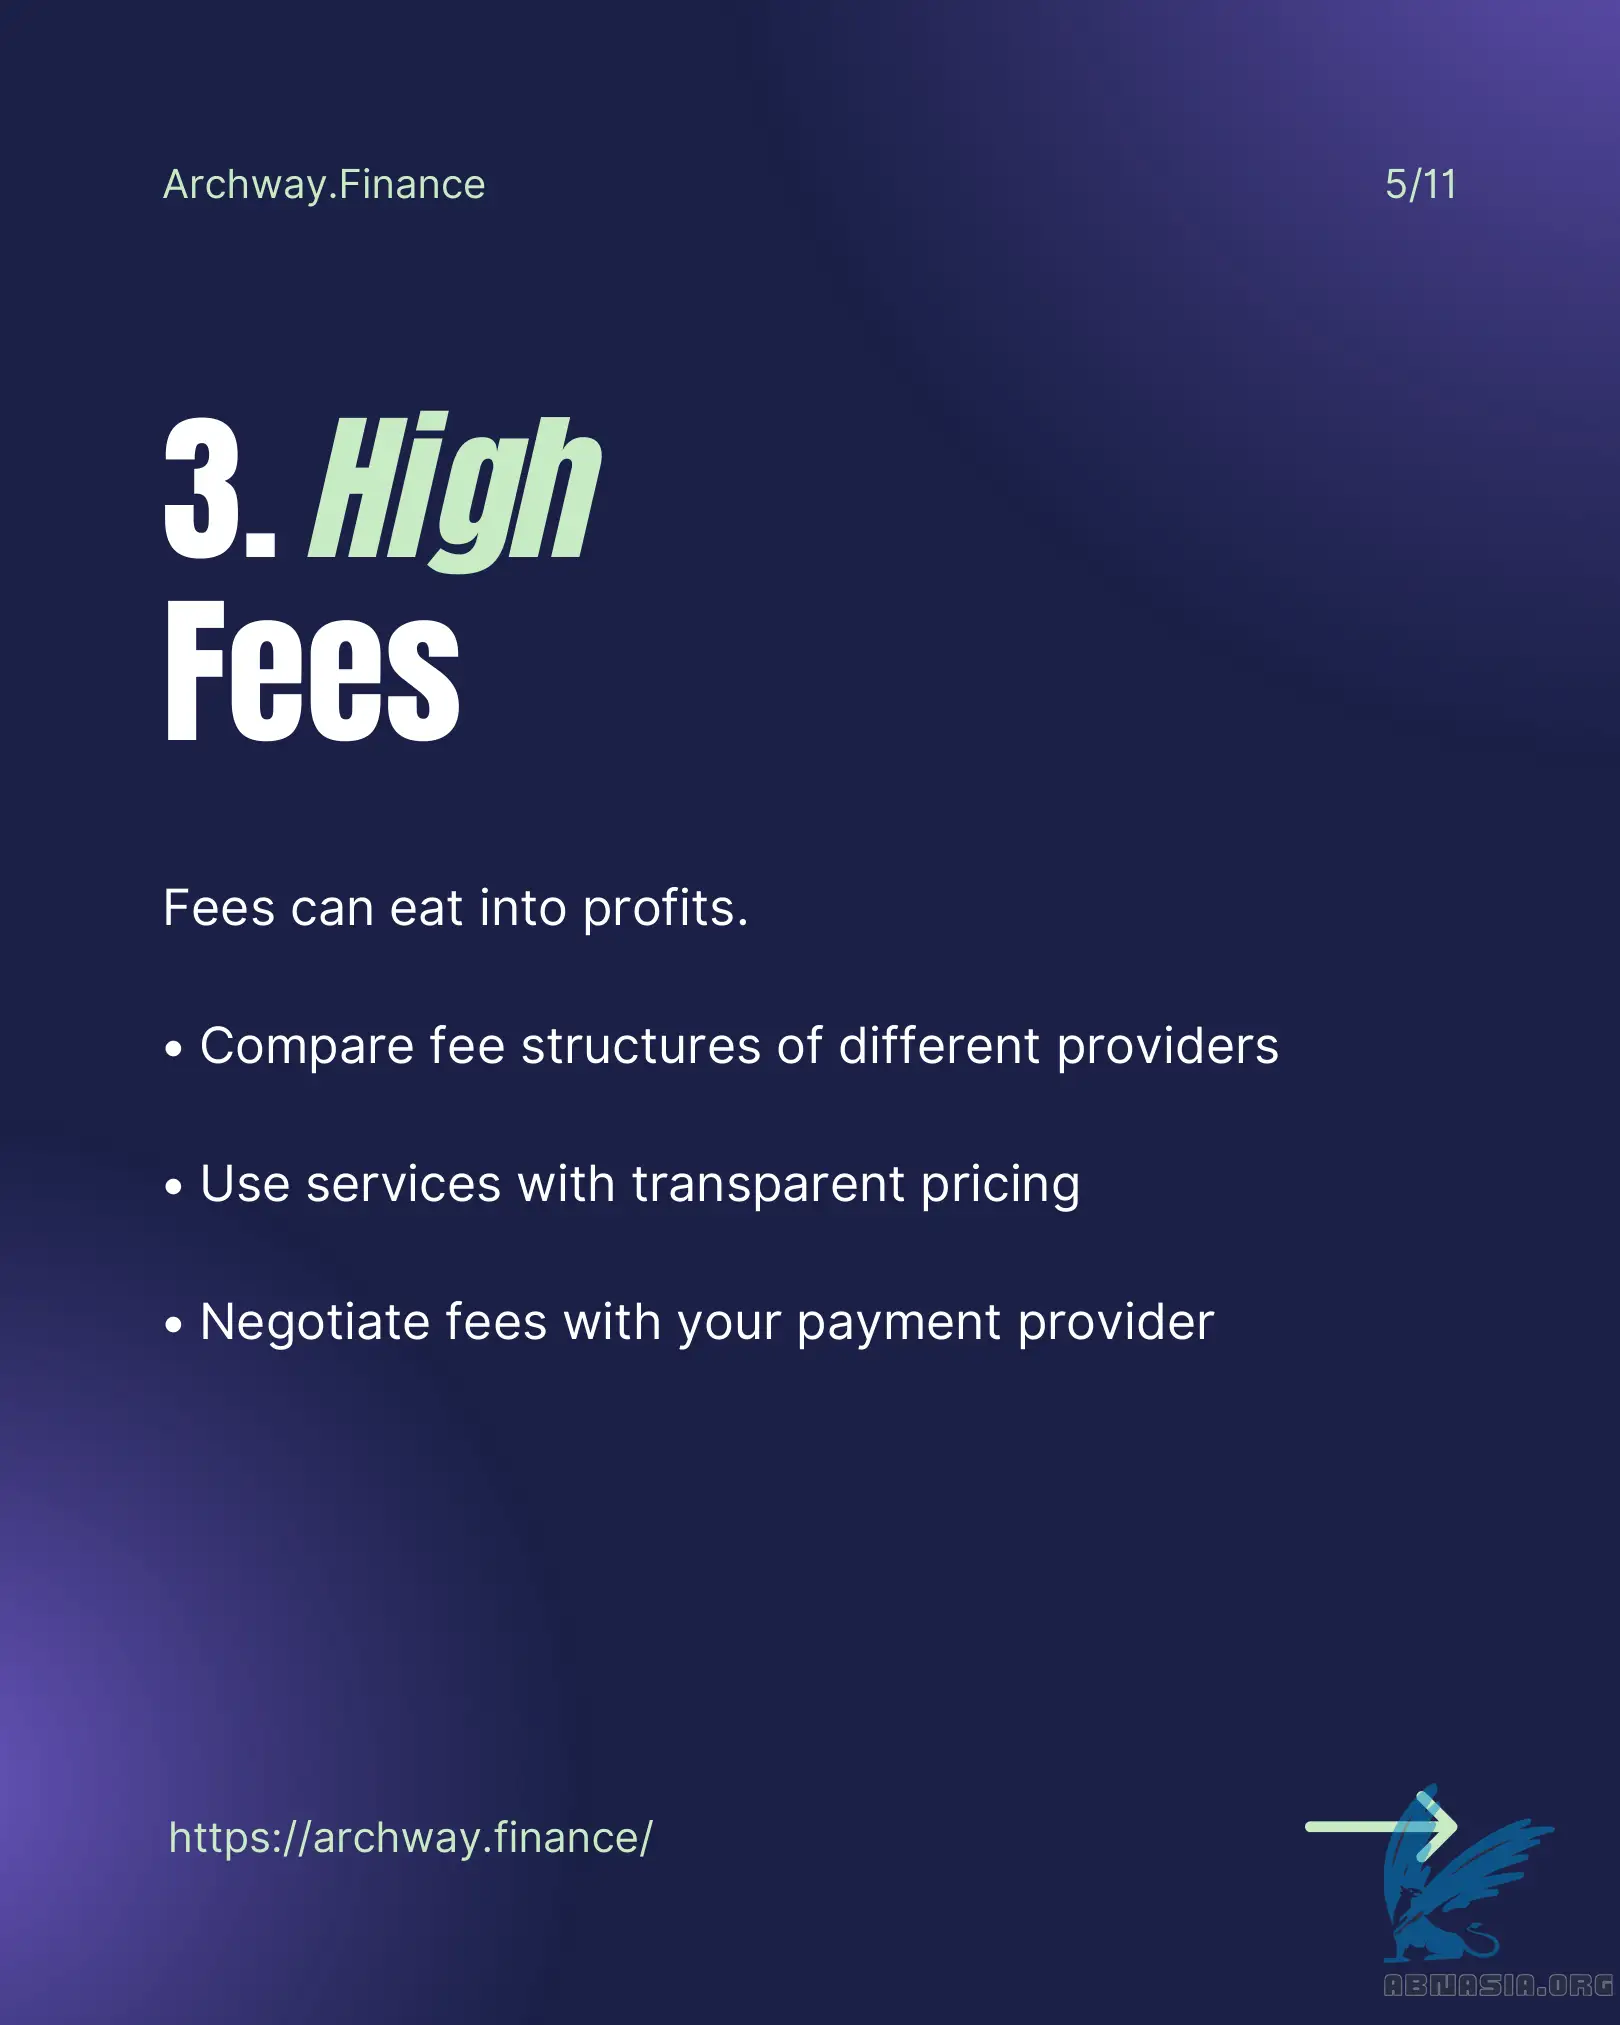 Archway.Finance
5/11
3. High
Fees
Fees can eat into profits.
• Compare fee structures of different providers
• Use services with transparent pricing
• Negotiate fees with your payment provider
https://archway.finance/
ABNASIA.ORG